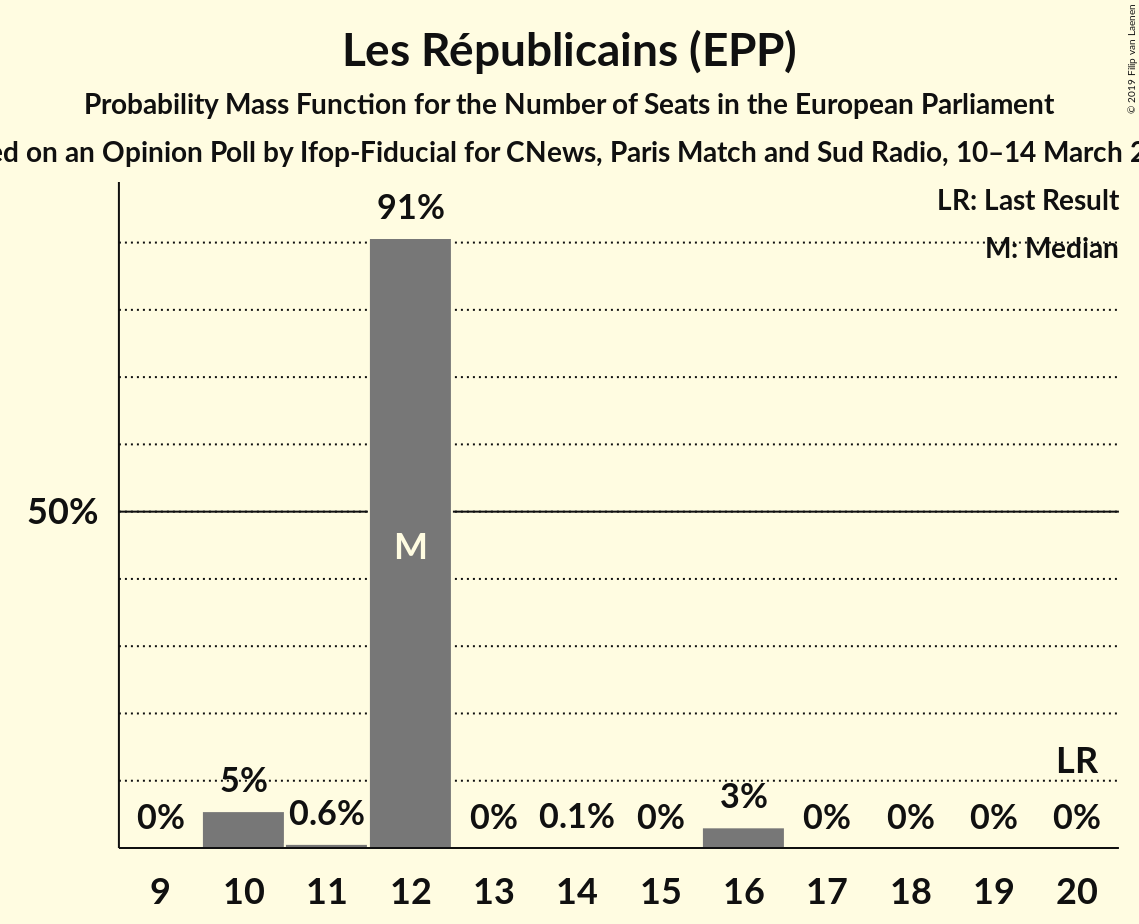 Les Républicains (EPP)
Probability Mass Function for the Number of Seats in the European Parliament
on an Opinion Poll by Ifop-Fiducial for CNews, Paris Match and Sud Radio, 10–14 March
© 2019 Filip van Laenen
LR: Last Result
M: Median
91%
50%
M
LR
5%
3%
0% 0.6% 0% 0.1% 0% 0% 0% 0% 0%
9 10 11 12 13 14 15 16 17 18 19 20